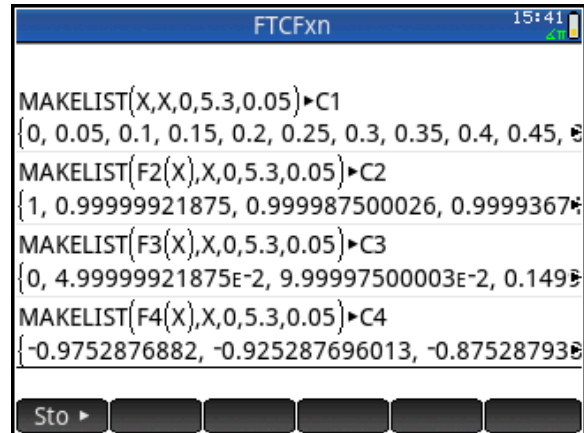 FTCFxn 15:41
∡π
MAKELIST(X,X,0,5.3,0.05)▶C1
{0, 0.05, 0.1, 0.15, 0.2, 0.25, 0.3, 0.35, 0.4, 0.45,
MAKELIST(F2(X),X,0,5.3,0.05)▶C2
{1, 0.99999921875, 0.999987500026, 0.9999367
MAKELIST(F3(X),X,0,5.3,0.05)▶C3
{0, 4.99999921875E-2, 9.99997500003E-2, 0.149
MAKELIST(F4(X),X,0,5.3,0.05)▶C4
{-0.9752876882, -0.925287696013, -0.87528793
Sto ▶